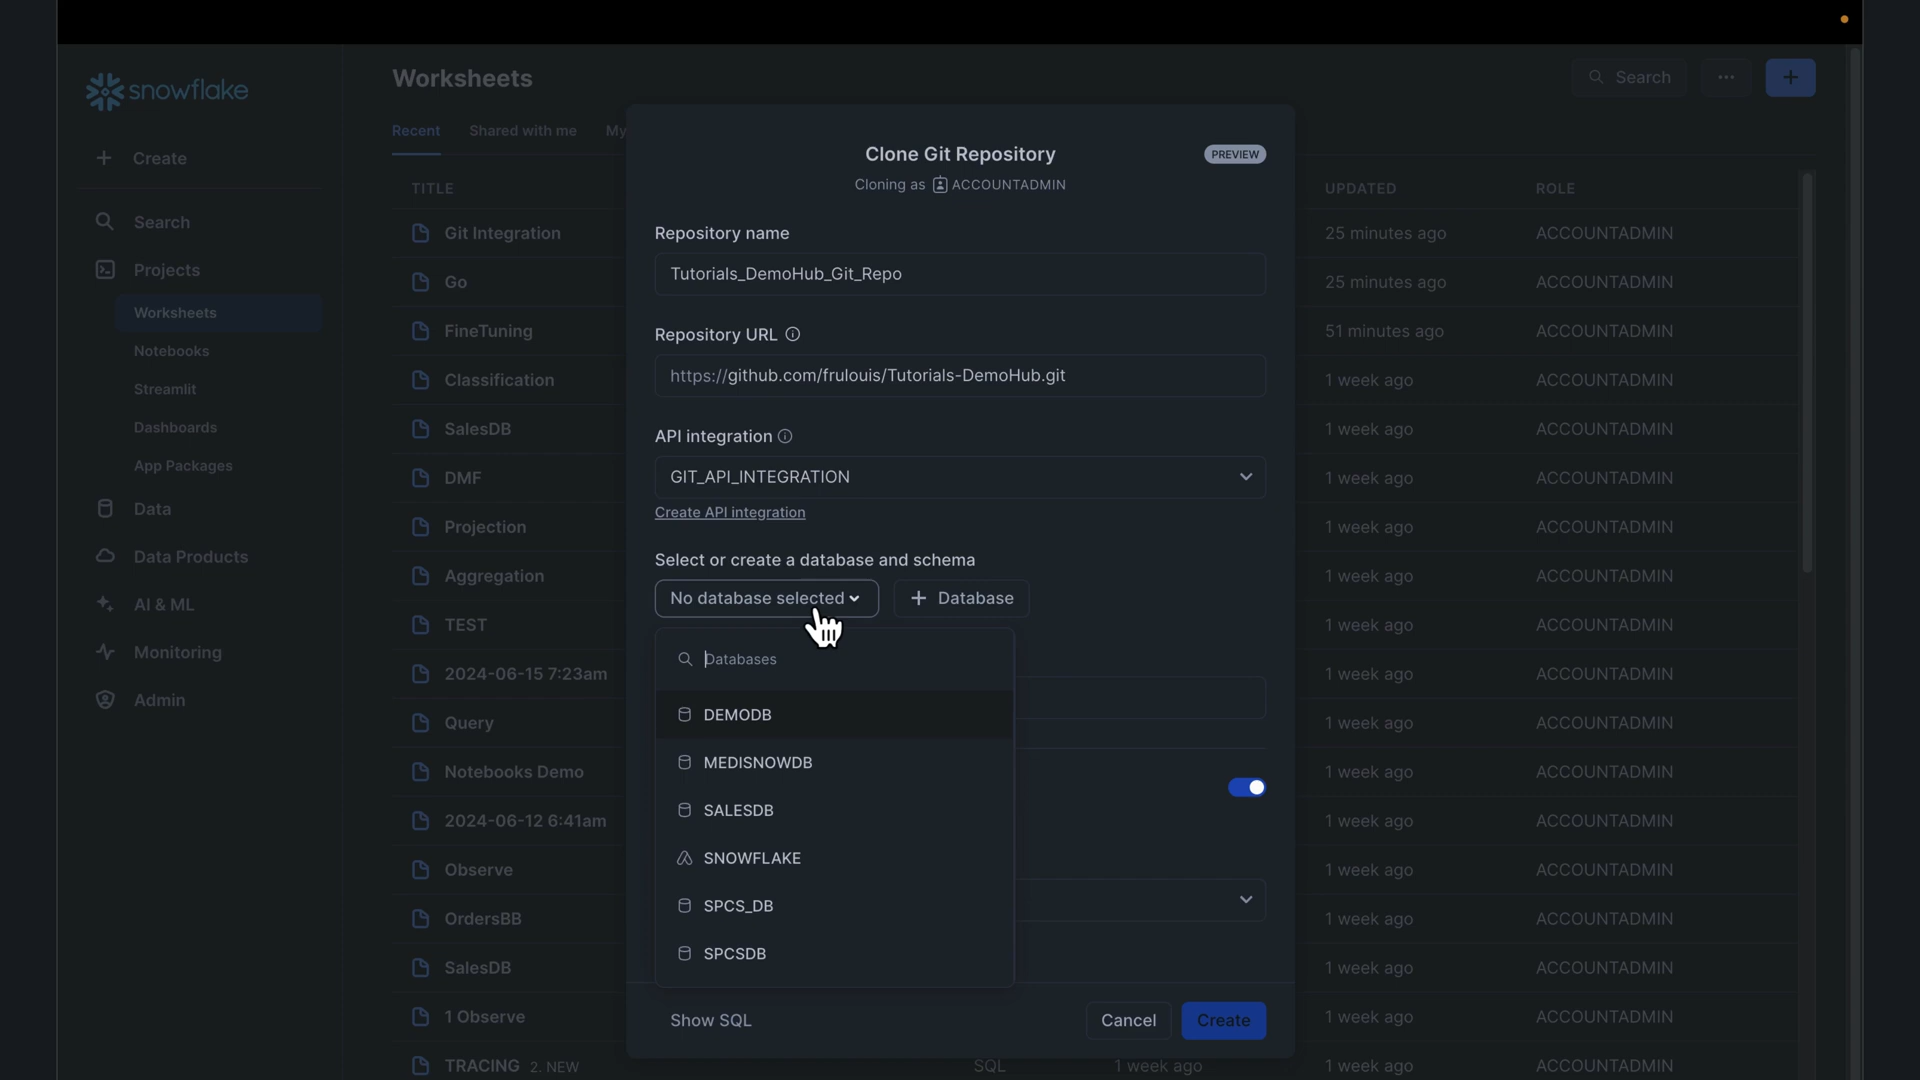 snowflake
Create
Search
Projects
Worksheets
Notebooks
Streamlit
Dashboards
App Packages
Data
Data Products
AI & ML
Monitoring
Admin
Worksheets
Search
Recent
Shared with me
My
TITLE
UPDATED
ROLE
Git Integration
25 minutes ago
ACCOUNTADMIN
Go
25 minutes ago
ACCOUNTADMIN
FineTuning
51 minutes ago
ACCOUNTADMIN
Classification
1 week ago
ACCOUNTADMIN
SalesDB
1 week ago
ACCOUNTADMIN
DMF
1 week ago
ACCOUNTADMIN
Projection
1 week ago
ACCOUNTADMIN
Aggregation
1 week ago
ACCOUNTADMIN
TEST
1 week ago
ACCOUNTADMIN
2024-06-15 7:23am
1 week ago
ACCOUNTADMIN
Query
1 week ago
ACCOUNTADMIN
Notebooks Demo
1 week ago
ACCOUNTADMIN
2024-06-12 6:41am
1 week ago
ACCOUNTADMIN
Observe
1 week ago
ACCOUNTADMIN
OrdersBB
1 week ago
ACCOUNTADMIN
SalesDB
1 week ago
ACCOUNTADMIN
1 Observe
1 week ago
ACCOUNTADMIN
TRACING 2. NEW
SQL
1 week ago
ACCOUNTADMIN
Clone Git Repository
PREVIEW
Cloning as ACCOUNTADMIN
Repository name
Tutorials_DemoHub_Git_Repo
Repository URL
https://github.com/frulouis/Tutorials-DemoHub.git
API integration
GIT_API_INTEGRATION
Create API integration
Select or create a database and schema
No database selected
+ Database
Databases
DEMODB
MEDISNOWDB
SALESDB
SNOWFLAKE
SPCS_DB
SPCSDB
Show SQL
Cancel
Create